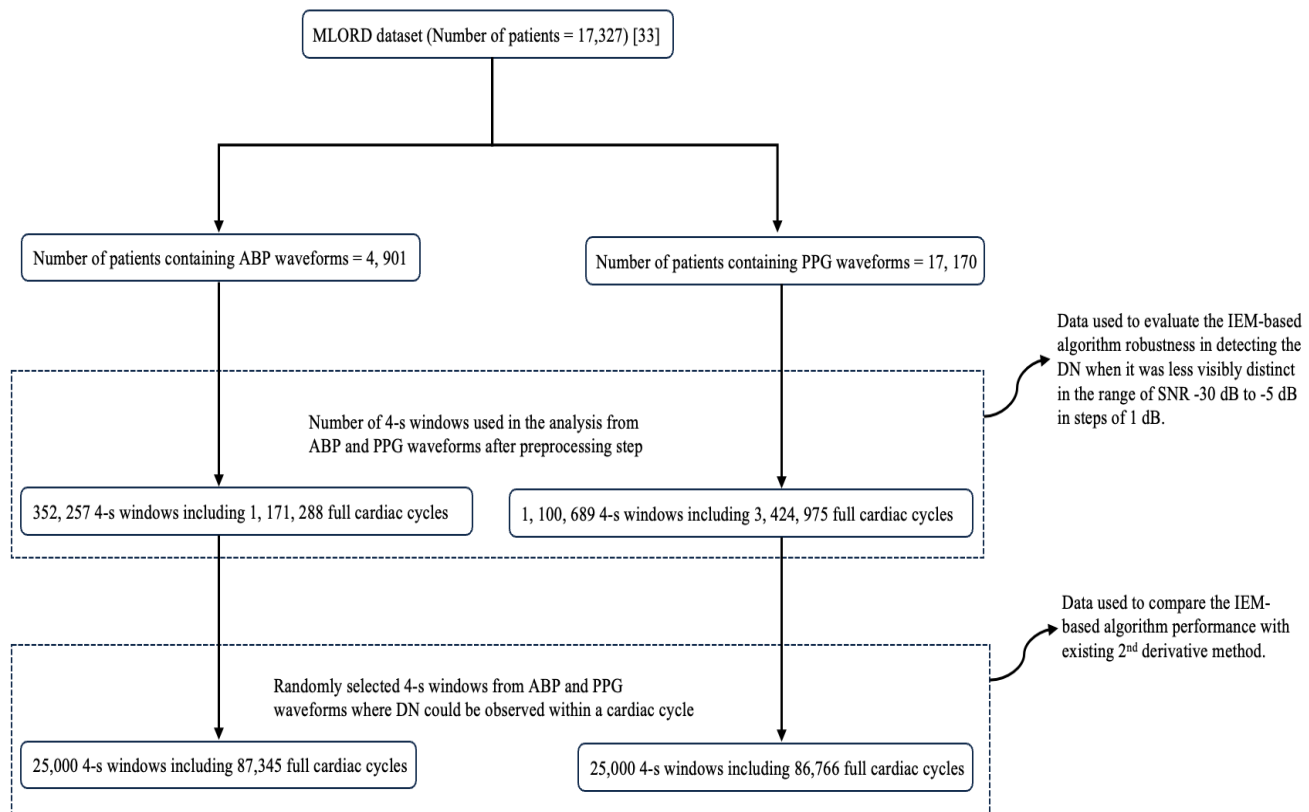 MLORD dataset (Number of patients = 17,327) [33]
Number of patients containing ABP waveforms = 4, 901
Number of patients containing PPG waveforms = 17, 170
Data used to evaluate the IEM-based
algorithm robustness in detecting the
DN when it was less visibly distinct
in the range of SNR -30 dB to -5 dB
in steps of 1 dB.
Number of 4-s windows used in the analysis from
ABP and PPG waveforms after preprocessing step
352, 257 4-s windows including 1, 171, 288 full cardiac cycles
1, 100, 689 4-s windows including 3, 424, 975 full cardiac cycles
Data used to compare the IEM-
based algorithm performance with
existing 2nd derivative method.
Randomly selected 4-s windows from ABP and PPG
waveforms where DN could be observed within a cardiac cycle
25,000 4-s windows including 87,345 full cardiac cycles
25,000 4-s windows including 86,766 full cardiac cycles